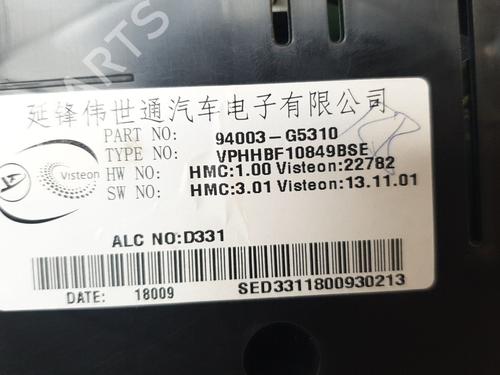 PARTS
延锋伟世通汽车电子有限公司
PART NO: 94003-G5310
TYPE NO: VPHHBF10849BSE
HW NO: HMC:1.00 Visteon:22782
SW NO: HMC:3.01 Visteon:13.11.01
Visteon
ALC NO:D331
DATE: 18009 SED3311800930213